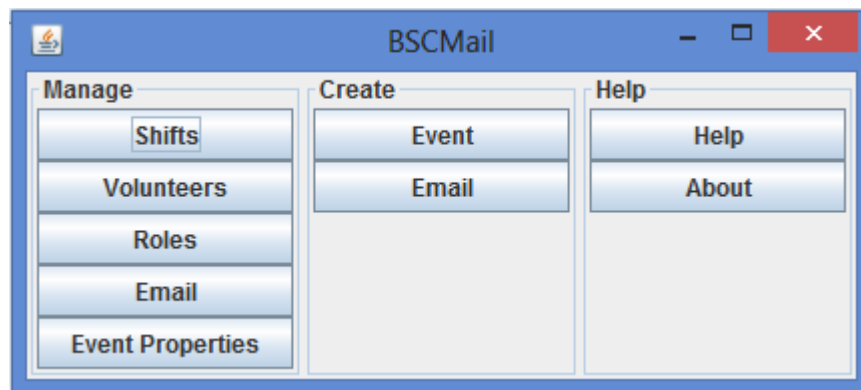 BSCMail
Manage
Shifts
Volunteers
Roles
Email
Event Properties
Create
Event
Email
Help
Help
About